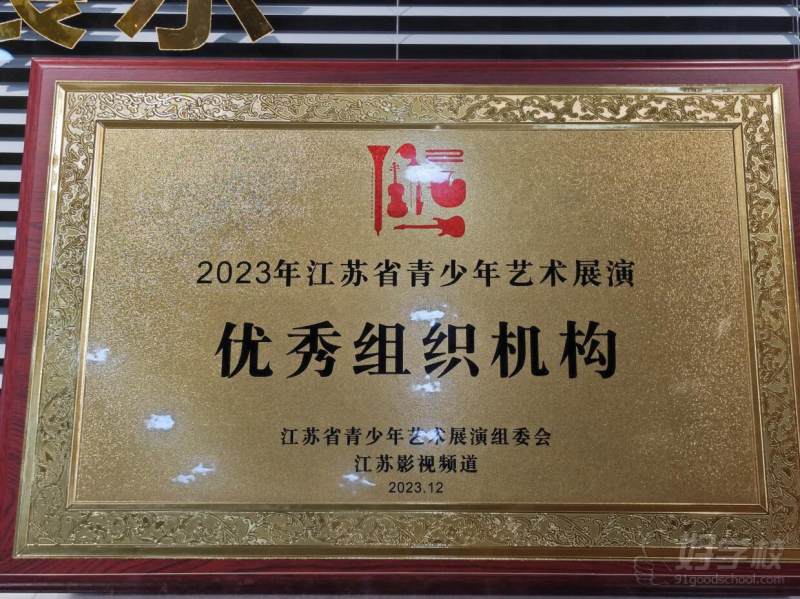 2023年江苏省青少年艺术展演
优秀组织机构
江苏省青少年艺术展演组委会
江苏影视频道
2023.12
好学校
91goodschool.com